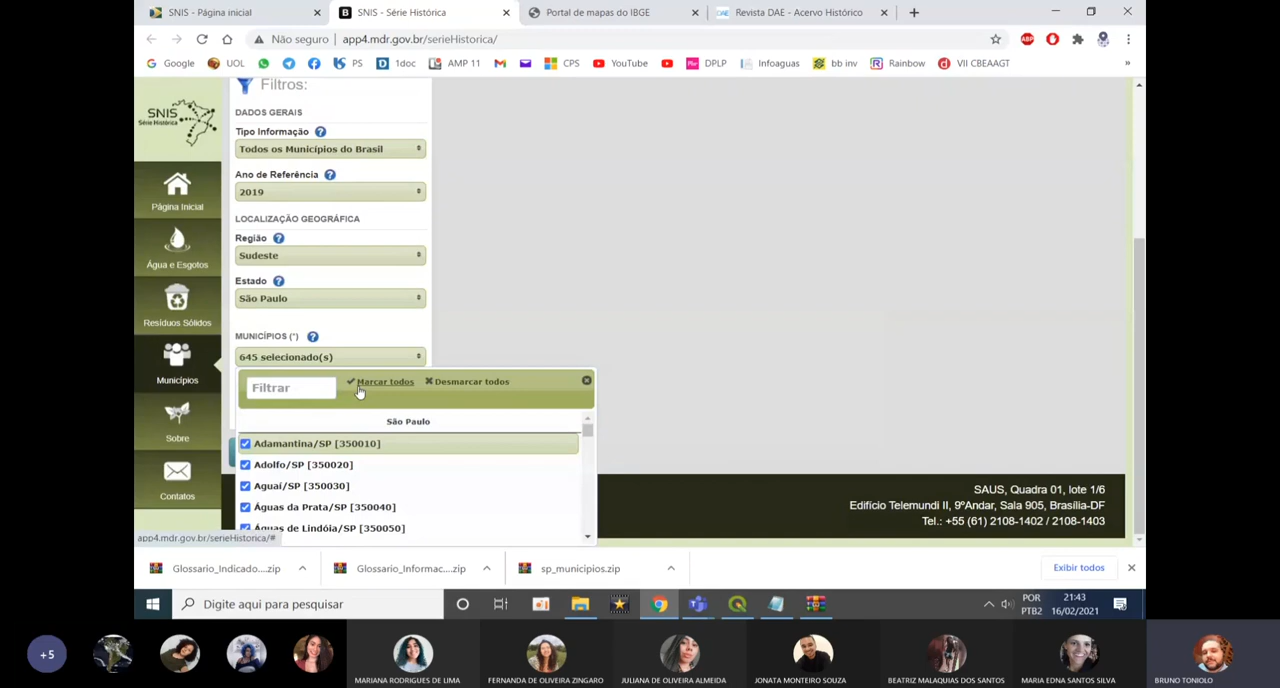 SNIS - Página inicial
SNIS - Série Histórica
Portal de mapas do IBGE
Revista DAE - Acervo Histórico
Não seguro
app4.mdr.gov.br/serieHistorica/
ABP
Google
UOL
PS
1doc
AMP 11
CPS
YouTube
DPLP
Infoaguas
bb inv
Rainbow
VII CBEAAGT
SNIS
Série Histórica
Página Inicial
Água e Esgotos
Resíduos Sólidos
Municípios
Sobre
Contatos
Filtros:
DADOS GERAIS
Tipo Informação
Todos os Municípios do Brasil
Ano de Referência
2019
LOCALIZAÇÃO GEOGRÁFICA
Região
Sudeste
Estado
São Paulo
MUNICÍPIOS (*)
645 selecionado(s)
Filtrar
Marcar todos
Desmarcar todos
São Paulo
Adamantina/SP [350010]
Adolfo/SP [350020]
Aguaí/SP [350030]
Águas da Prata/SP [350040]
Águas de Lindóia/SP [350050]
SAUS, Quadra 01, lote 1/6
Edifício Telemundi II, 9ºAndar, Sala 905, Brasília-DF
Tel.: +55 (61) 2108-1402 / 2108-1403
app4.mdr.gov.br/serieHistorica/#
Glossario_Indicado....zip
Glossario_Informac....zip
sp_municipios.zip
Exibir todos
Digite aqui para pesquisar
POR
PTB2
21:43
16/02/2021
+5
MARIANA RODRIGUES DE LIMA
FERNANDA DE OLIVEIRA ZINGARO
JULIANA DE OLIVEIRA ALMEIDA
JONATA MONTEIRO SOUZA
BEATRIZ MALAQUIAS DOS SANTOS
MARIA EDNA SANTOS SILVA
BRUNO TONIOLO